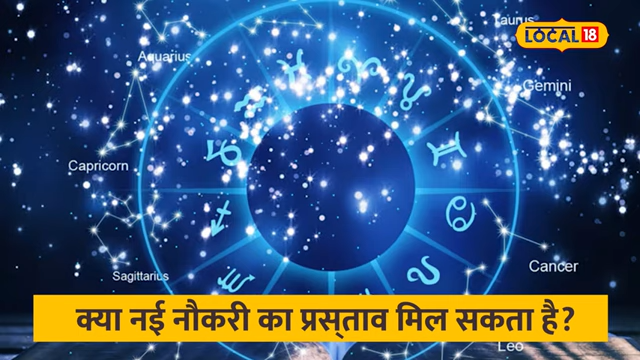 Taurus
LOCAL 18
Aquarius
Gemini
Capricorn
Cancer
Sagittarius
क्या नई नौकरी का प्रस्ताव मिल सकता है?
Leo